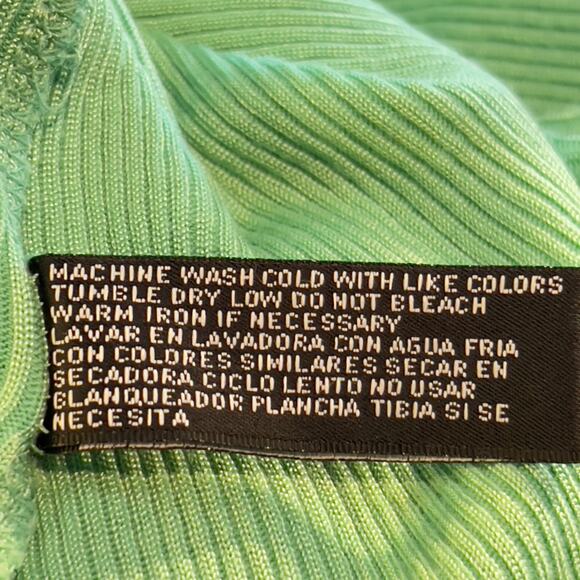 MACHINE WASH COLD WITH LIKE COLORS
TUMBLE DRY LOW DO NOT BLEACH
WARM IRON IF NECESSARY
LAVAR EN LAVADORA CON AGUA FRIA
CON COLORES SIMILARES SECAR EN
SECADORA CICLO LENTO NO USAR
BLANQUEADOR PLANCHA TIBIA SI SE
NECESITA